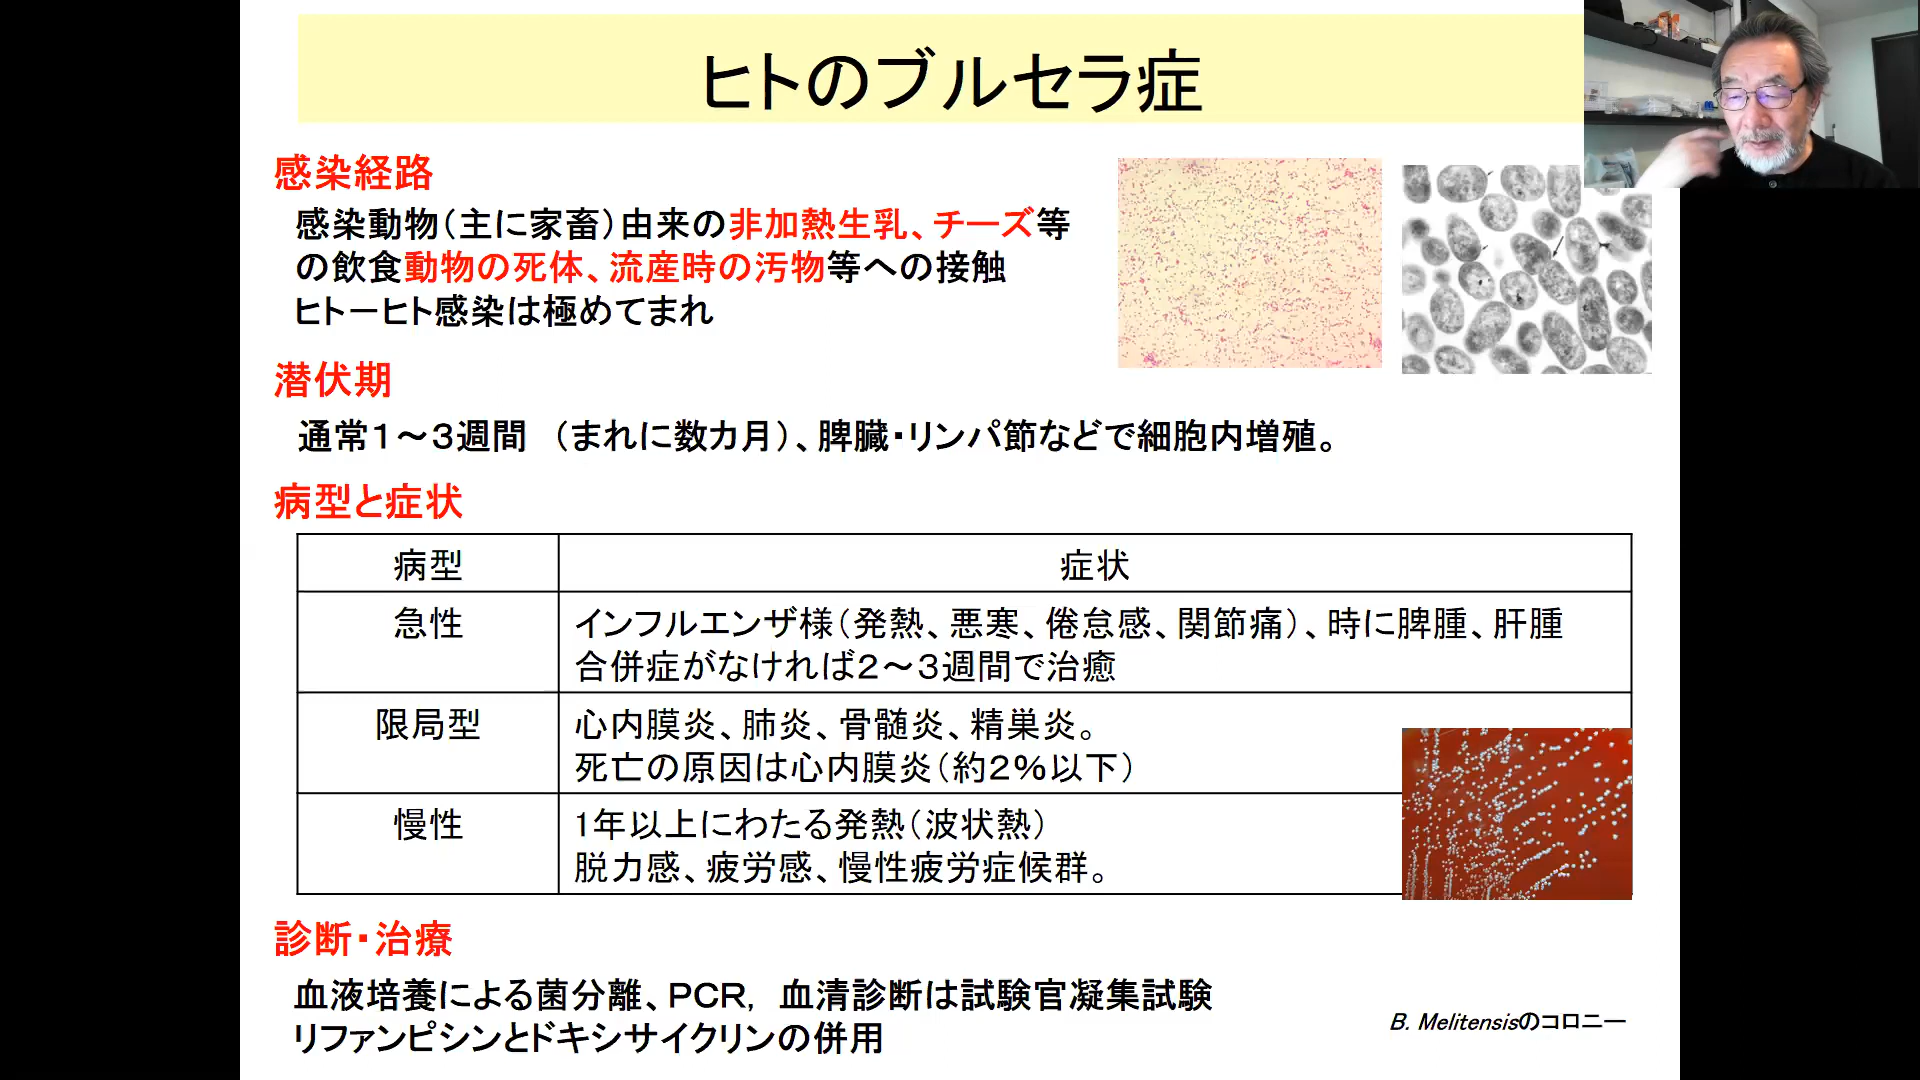 ヒトのブルセラ症
感染経路
感染動物（主に家畜）由来の非加熱生乳、チーズ等
の飲食動物の死体、流産時の汚物等への接触
ヒトーヒト感染は極めてまれ
潜伏期
通常１～３週間　（まれに数カ月）、脾臓・リンパ節などで細胞内増殖。
病型と症状
病型
症状
急性
インフルエンザ様（発熱、悪寒、倦怠感、関節痛）、時に脾腫、肝腫
合併症がなければ２～３週間で治癒
限局型
心内膜炎、肺炎、骨髄炎、精巣炎。
死亡の原因は心内膜炎（約２％以下）
慢性
1年以上にわたる発熱（波状熱）
脱力感、疲労感、慢性疲労症候群。
診断・治療
血液培養による菌分離、PCR,　血清診断は試験官凝集試験
リファンピシンとドキシサイクリンの併用
B. Melitensisのコロニー